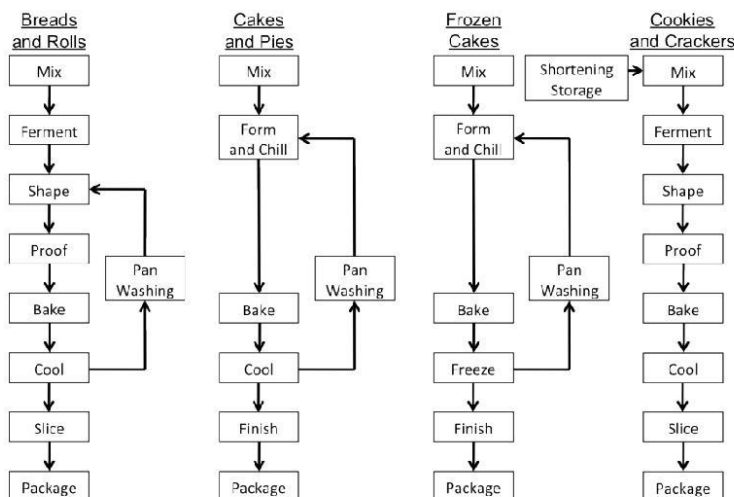 Breads
and Rolls
Mix
Ferment
Shape
Proof
Pan
Washing
Bake
Cool
Slice
Package
Cakes
and Pies
Mix
Form
and Chill
Pan
Washing
Bake
Cool
Finish
Package
Frozen
Cakes
Mix
Form
and Chill
Pan
Washing
Bake
Freeze
Finish
Package
Cookies
and Crackers
Shortening
Storage
Mix
Ferment
Shape
Proof
Bake
Cool
Slice
Package